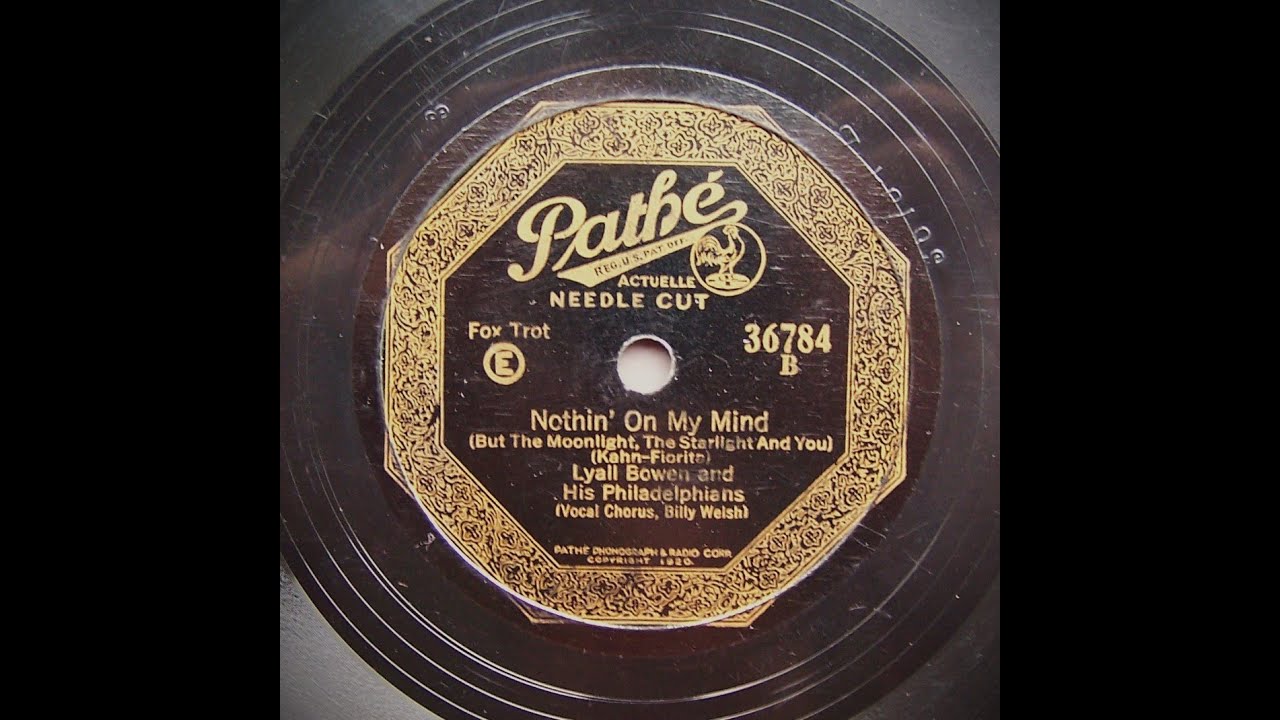 Pathé
REG. U.S. PAT. OFF.
ACTUELLE
NEEDLE CUT
Fox Trot
E
36784
B
Nothin' On My Mind
(But The Moonlight, The Starlight And You)
(Kahn-Fiorito)
Lyall Bowen and
His Philadelphians
(Vocal Chorus, Billy Welsh)
PATHÉ PHONOGRAPH & RADIO CORP.
COPYRIGHT 1920.